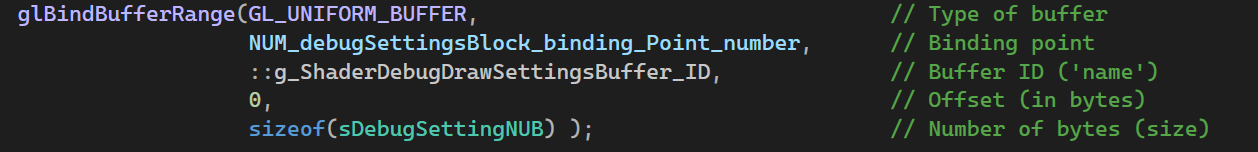 glBindBufferRange(GL_UNIFORM_BUFFER, // Type of buffer
NUM_debugSettingsBlock_binding_Point_number, // Binding point
::g_ShaderDebugDrawSettingsBuffer_ID, // Buffer ID ('name')
0, // Offset (in bytes)
sizeof(sDebugSettingNUB) ); // Number of bytes (size)